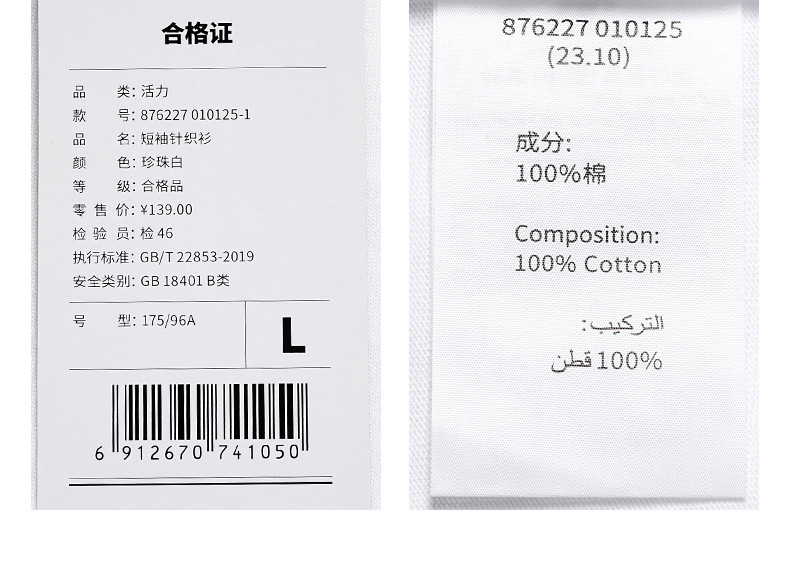 合格证
品 类: 活力
款 号: 876227 010125-1
品 名: 短袖针织衫
颜 色: 珍珠白
等 级: 合格品
零 售 价: ¥139.00
检 验 员: 检 46
执行标准: GB/T 22853-2019
安全类别: GB 18401 B类
号 型: 175/96A
L
6 912670 741050
876227 010125
(23.10)
成分:
100%棉
Composition:
100% Cotton
التركيب:
100% قطن